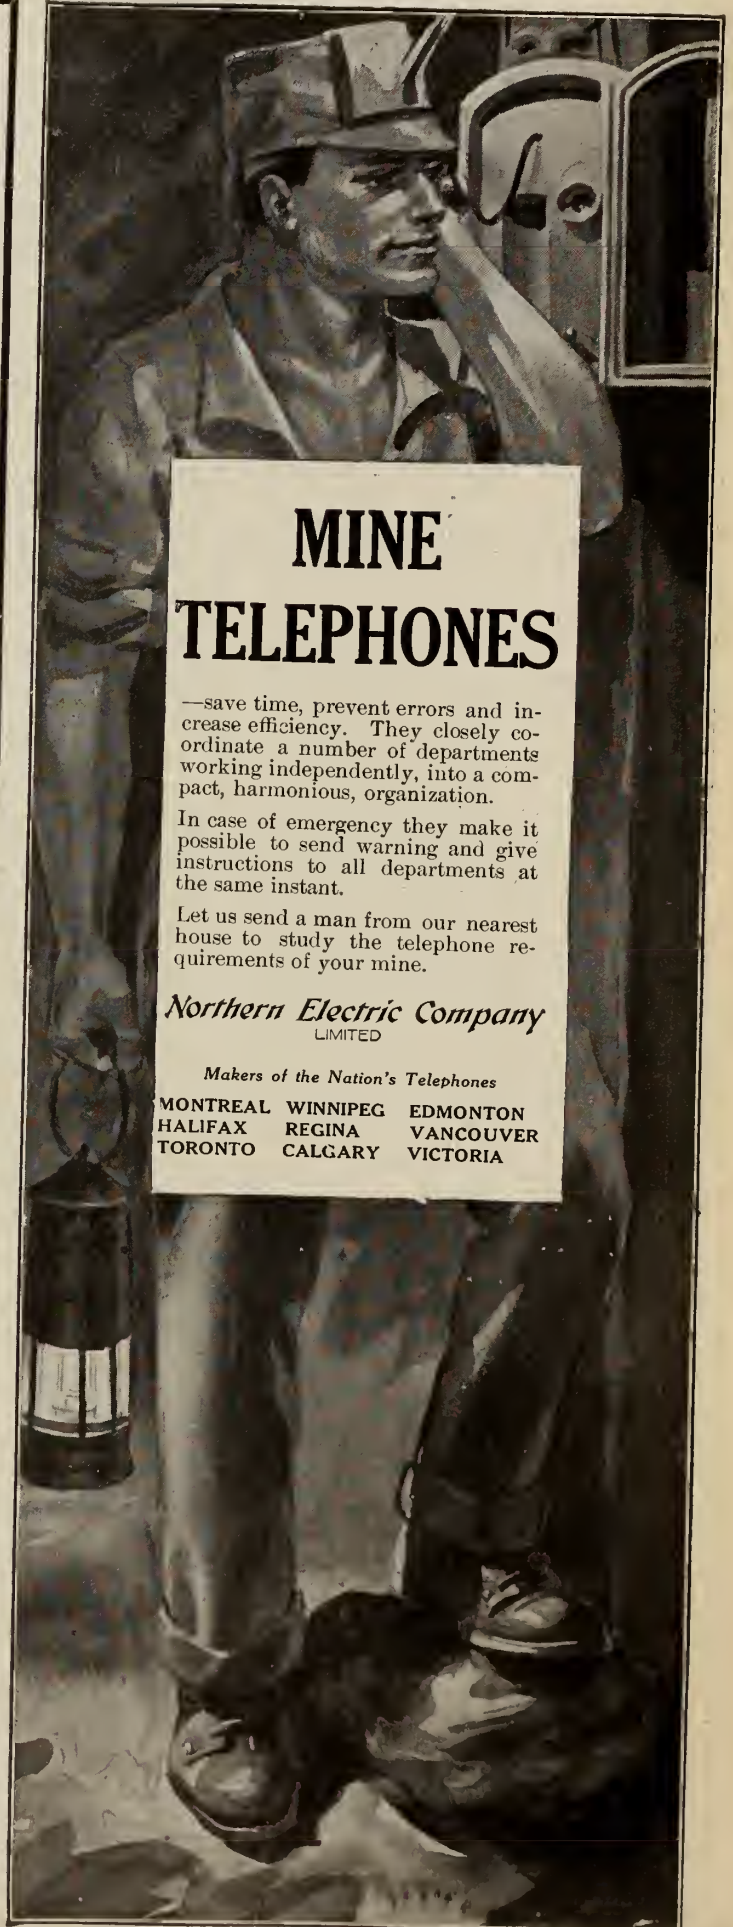 MINE
TELEPHONES
—save time, prevent errors and in-
crease efficiency. They closely co-
ordinate a number of departments
working independently, into a com-
pact, harmonious, organization.
In case of emergency they make it
possible to send warning and give
instructions to all departments at
the same instant.
Let us send a man from our nearest
house to study the telephone re-
quirements of your mine.
Northern Electric Company
LIMITED
Makers of the Nation's Telephones
MONTREAL WINNIPEG EDMONTON
HALIFAX REGINA VANCOUVER
TORONTO CALGARY VICTORIA